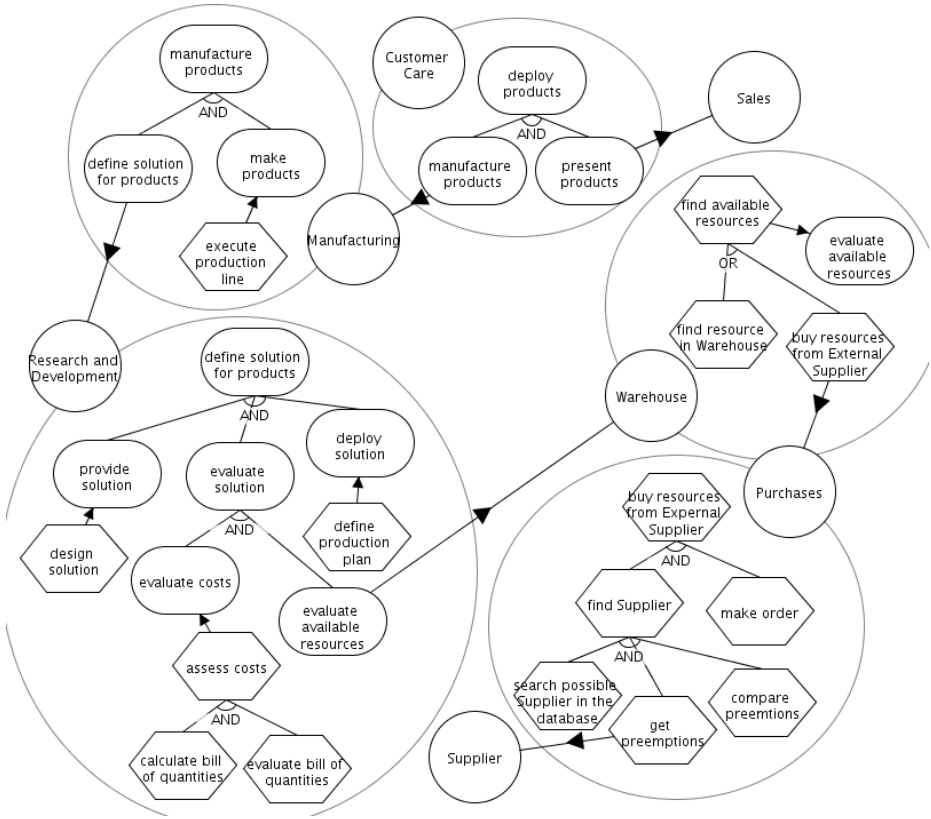 manufacture
products
AND
define solution
for products
make
products
execute
production
line
Manufacturing
Customer
Care
deploy
products
AND
manufacture
products
present
products
Sales
find available
resources
evaluate
available
resources
OR
find resource
in Warehouse
buy resources
from External
Supplier
Warehouse
Research and
Development
define solution
for products
AND
provide
solution
evaluate
solution
deploy
solution
design
solution
AND
define
production
plan
evaluate costs
evaluate
available
resources
assess costs
AND
calculate bill
of quantities
evaluate bill
of quantities
Purchases
buy resources
from Expernal
Supplier
AND
find Supplier
make order
AND
search possible
Supplier in the
database
get
preemptions
compare
preemtions
Supplier